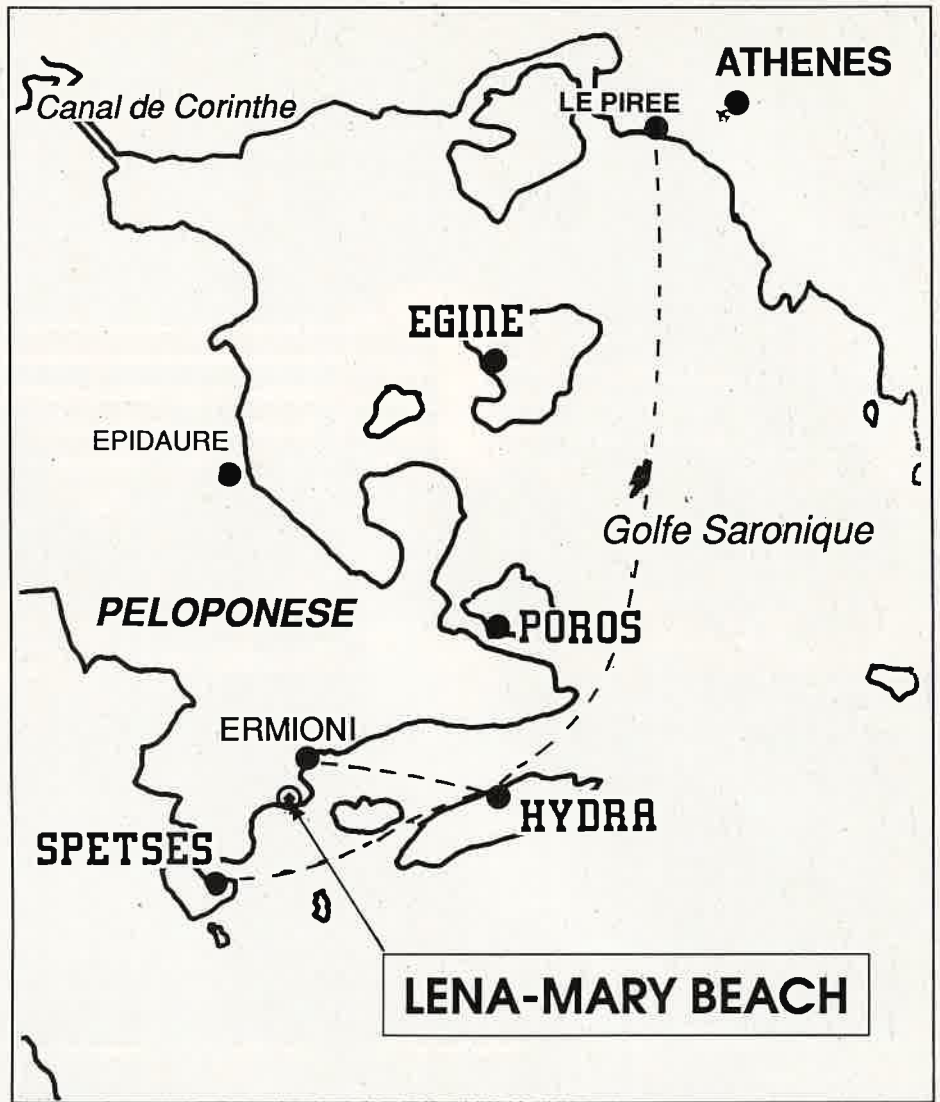 ATHENES
Canal de Corinthe
LE PIREE
EGINE
EPIDAURE
Golfe Saronique
PELOPONESE
POROS
ERMIONI
HYDRA
SPETSES
LENA-MARY BEACH